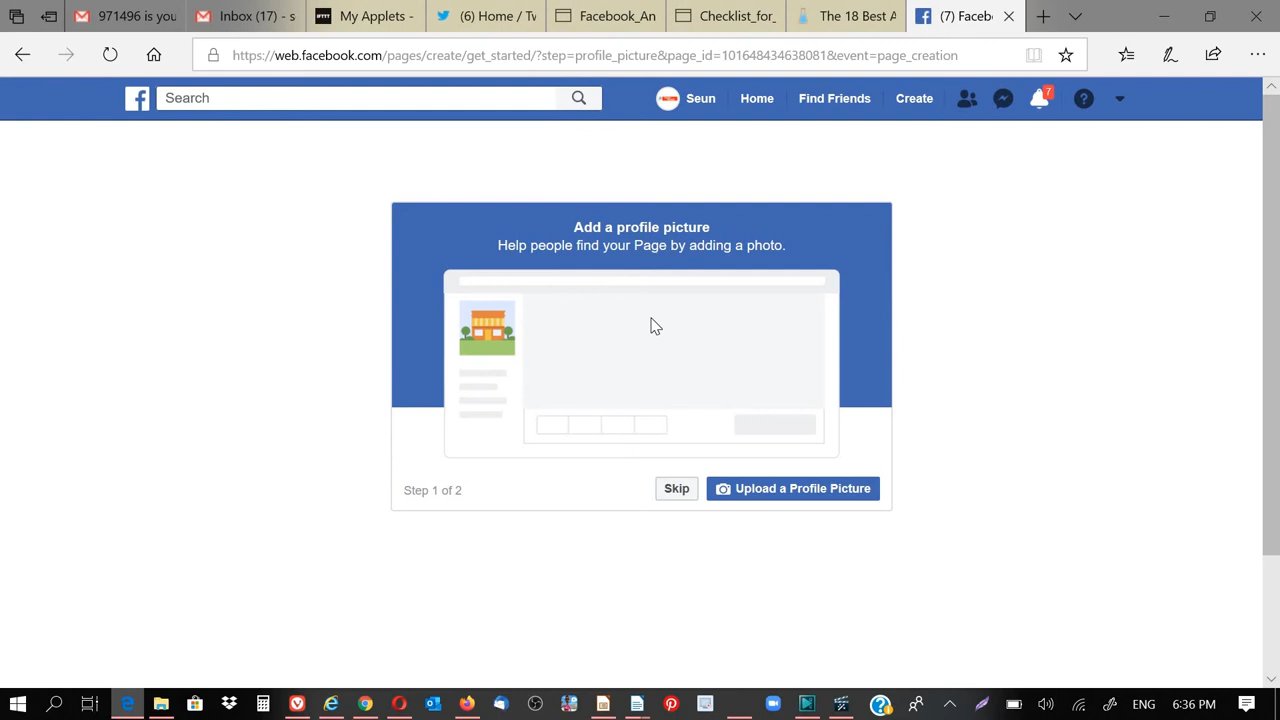 971496 is you
Inbox (17) - s
My Applets -
(6) Home / Tw
Facebook_An
Checklist_for_
The 18 Best A
(7) Facebo
https://web.facebook.com/pages/create/get_started/?step=profile_picture&page_id=101648434638081&event=page_creation
Search
Seun
Home
Find Friends
Create
7
Add a profile picture
Help people find your Page by adding a photo.
Step 1 of 2
Skip
Upload a Profile Picture
ENG
6:36 PM